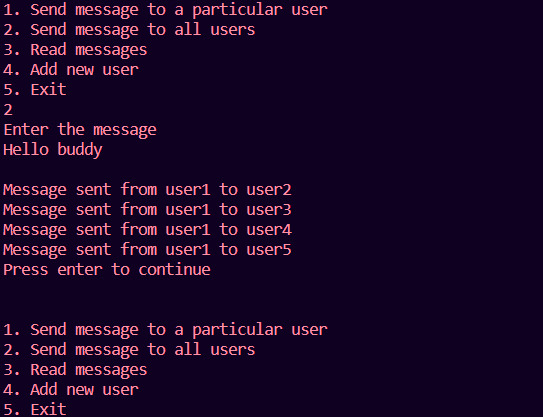 1. Send message to a particular user
2. Send message to all users
3. Read messages
4. Add new user
5. Exit
2
Enter the message
Hello buddy
Message sent from user1 to user2
Message sent from user1 to user3
Message sent from user1 to user4
Message sent from user1 to user5
Press enter to continue
1. Send message to a particular user
2. Send message to all users
3. Read messages
4. Add new user
5. Exit